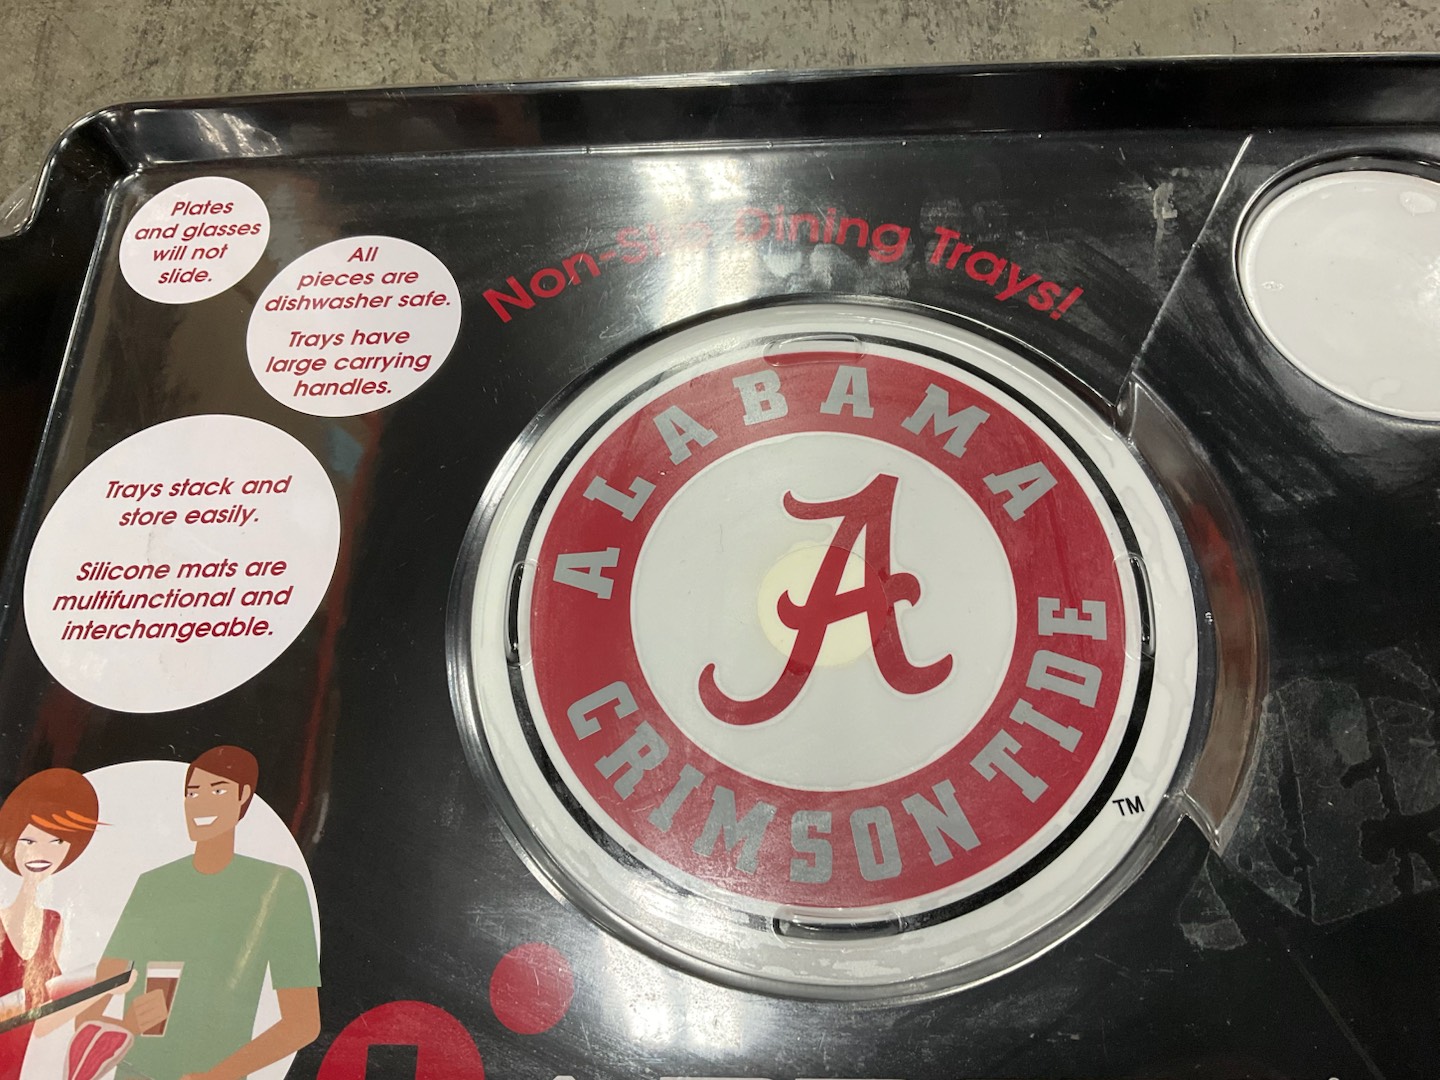 Plates
and glasses
will not
slide.
All
pieces are
dishwasher safe.
Trays have
large carrying
handles.
Non-Slip Dining Trays!
Trays stack and
store easily.
Silicone mats are
multifunctional and
interchangeable.
ALABAMA
A
CRIMSON TIDE
TM